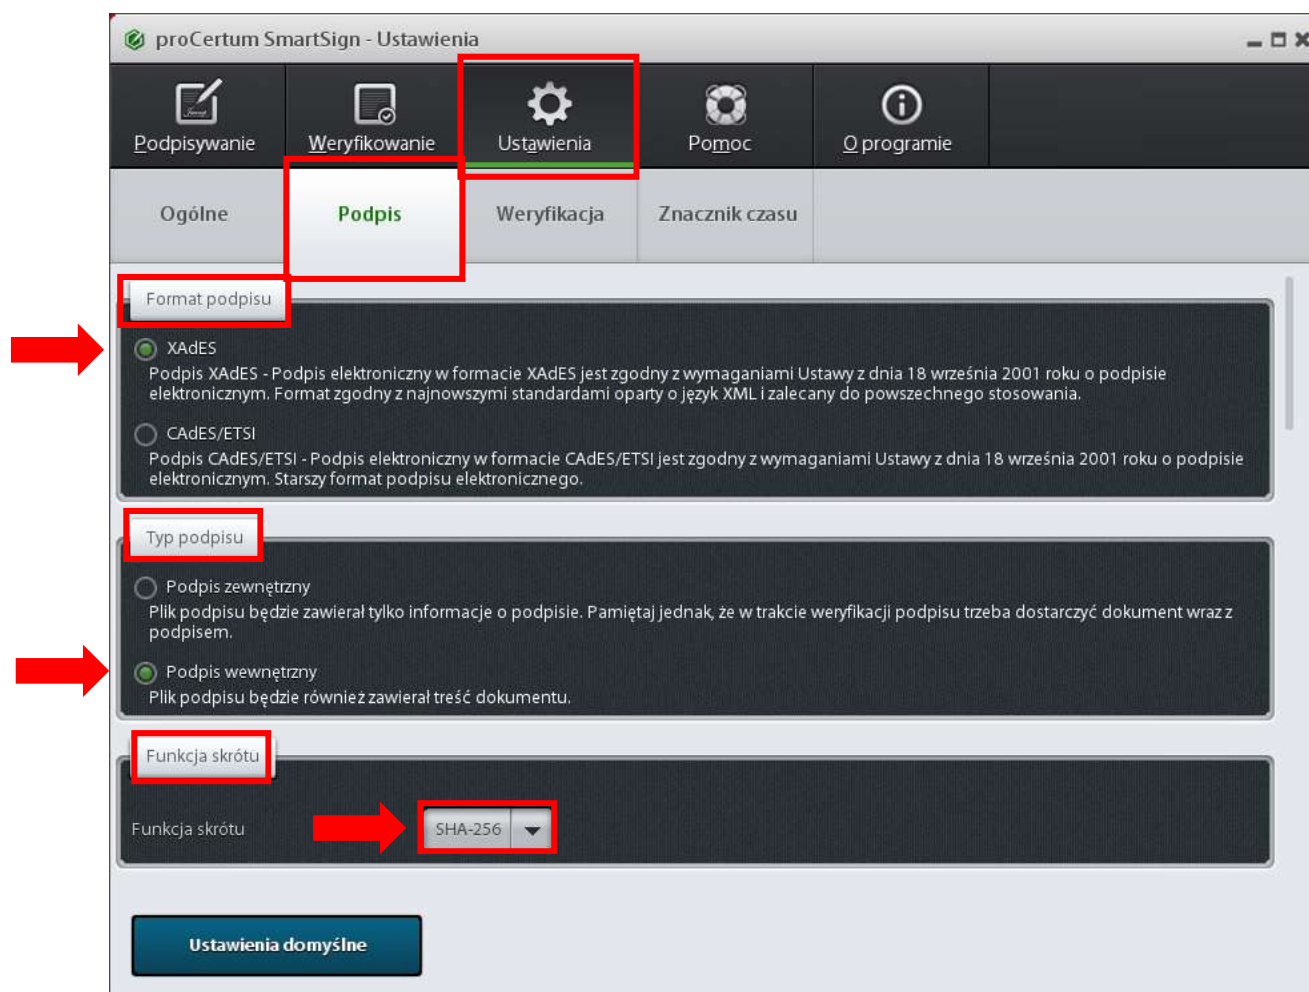 proCertum SmartSign - Ustawienia
Podpisywanie
Weryfikowanie
Ustawienia
Pomoc
O programie
Ogólne
Podpis
Weryfikacja
Znacznik czasu
Format podpisu
XAdES
Podpis XAdES - Podpis elektroniczny w formacie XAdES jest zgodny z wymaganiami Ustawy z dnia 18 września 2001 roku o podpisie
elektronicznym. Format zgodny z najnowszymi standardami oparty o język XML i zalecany do powszechnego stosowania.
CAdES/ETSI
Podpis CAdES/ETSI - Podpis elektroniczny w formacie CAdES/ETSI jest zgodny z wymaganiami Ustawy z dnia 18 września 2001 roku o podpisie
elektronicznym. Starszy format podpisu elektronicznego.
Typ podpisu
Podpis zewnętrzny
Plik podpisu będzie zawierał tylko informacje o podpisie. Pamiętaj jednak, że w trakcie weryfikacji podpisu trzeba dostarczyć dokument wraz z
podpisem.
Podpis wewnętrzny
Plik podpisu będzie również zawierał treść dokumentu.
Funkcja skrótu
Funkcja skrótu
SHA-256
Ustawienia domyślne